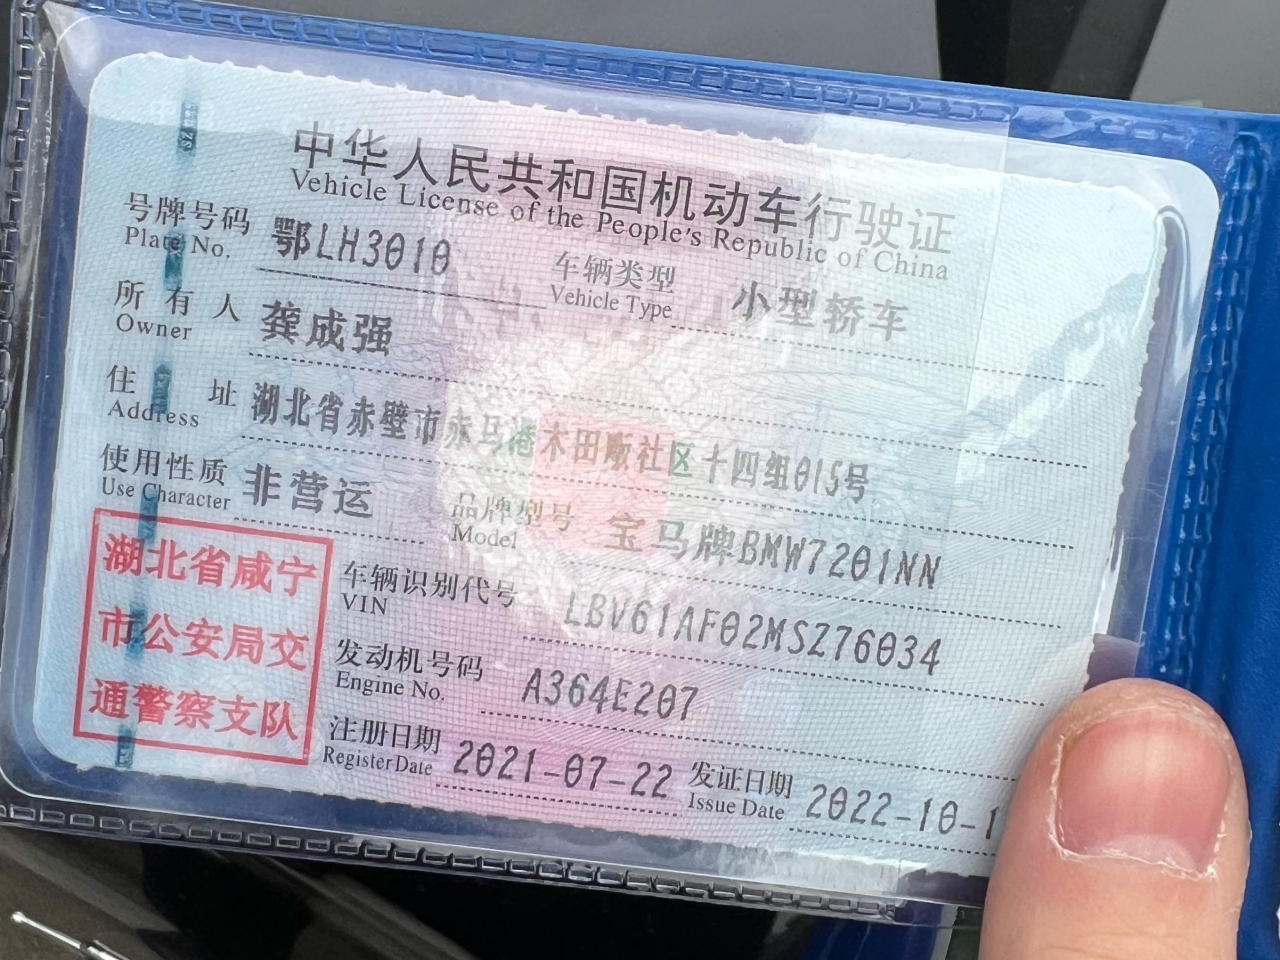 中华人民共和国机动车行驶证
Vehicle License of the People's Republic of China
号牌号码 鄂LH3010 车辆类型 小型轿车
Plate No. Vehicle Type
所有人 龚成强
Owner
住址 湖北省赤壁市赤马港木田畈社区十四组015号
Address
使用性质 非营运 品牌型号 宝马牌BMW7201NN
Use Character Model
湖北省咸宁
市公安局交
通警察支队
车辆识别代号 LBV61AF02MSZ76034
VIN
发动机号码 A364E207
Engine No.
注册日期 2021-07-22 发证日期 2022-10-1
Register Date Issue Date